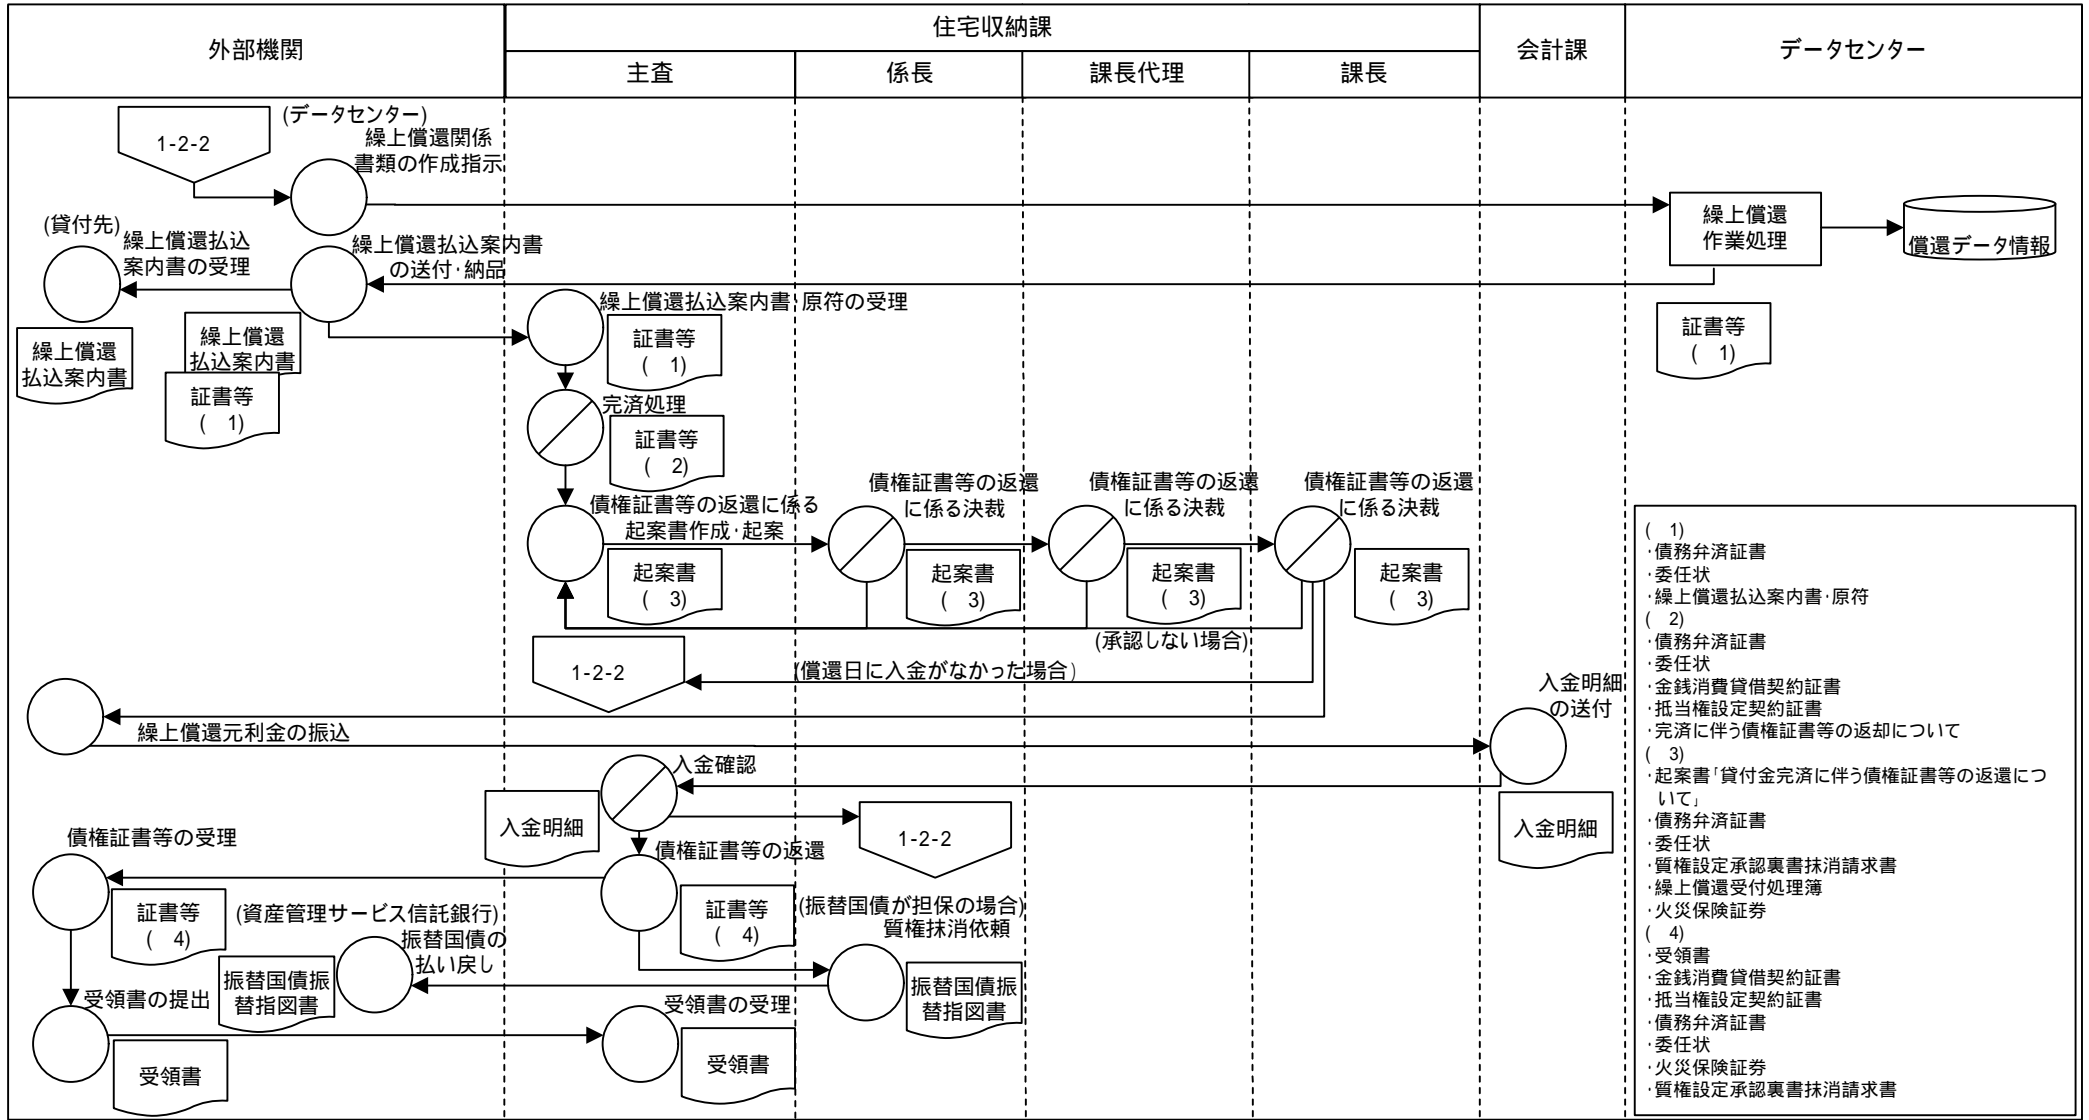 外部機関
住宅収納課
主査
係長
課長代理
課長
会計課
データセンター
1-2-2
(データセンター)
繰上償還関係
書類の作成指示
繰上償還
作業処理
償還データ情報
(貸付先)
繰上償還払込
案内書の受理
繰上償還払込案内書
の送付・納品
繰上償還
払込案内書
繰上償還
払込案内書
証書等
(　1)
繰上償還払込案内書・原符の受理
証書等
(　1)
証書等
(　1)
完済処理
証書等
(　2)
債権証書等の返還に係る
起案書作成・起案
起案書
(　3)
債権証書等の返還
に係る決裁
起案書
(　3)
債権証書等の返還
に係る決裁
起案書
(　3)
債権証書等の返還
に係る決裁
起案書
(　3)
(承認しない場合)
1-2-2
(償還日に入金がなかった場合)
繰上償還元利金の振込
入金明細
の送付
入金明細
入金確認
入金明細
1-2-2
債権証書等の受理
証書等
(　4)
債権証書等の返還
証書等
(　4)
(振替国債が担保の場合)
質権抹消依頼
振替国債振
替指図書
(資産管理サービス信託銀行)
振替国債の
払い戻し
振替国債振
替指図書
受領書の提出
受領書
受領書の受理
受領書
(　1)
・債務弁済証書
・委任状
・繰上償還払込案内書・原符
(　2)
・債務弁済証書
・委任状
・金銭消費貸借契約証書
・抵当権設定契約証書
・完済に伴う債権証書等の返却について
(　3)
・起案書「貸付金完済に伴う債権証書等の返還につ
いて」
・債務弁済証書
・委任状
・質権設定承認裏書抹消請求書
・繰上償還受付処理簿
・火災保険証券
(　4)
・受領書
・金銭消費貸借契約証書
・抵当権設定契約証書
・債務弁済証書
・委任状
・火災保険証券
・質権設定承認裏書抹消請求書